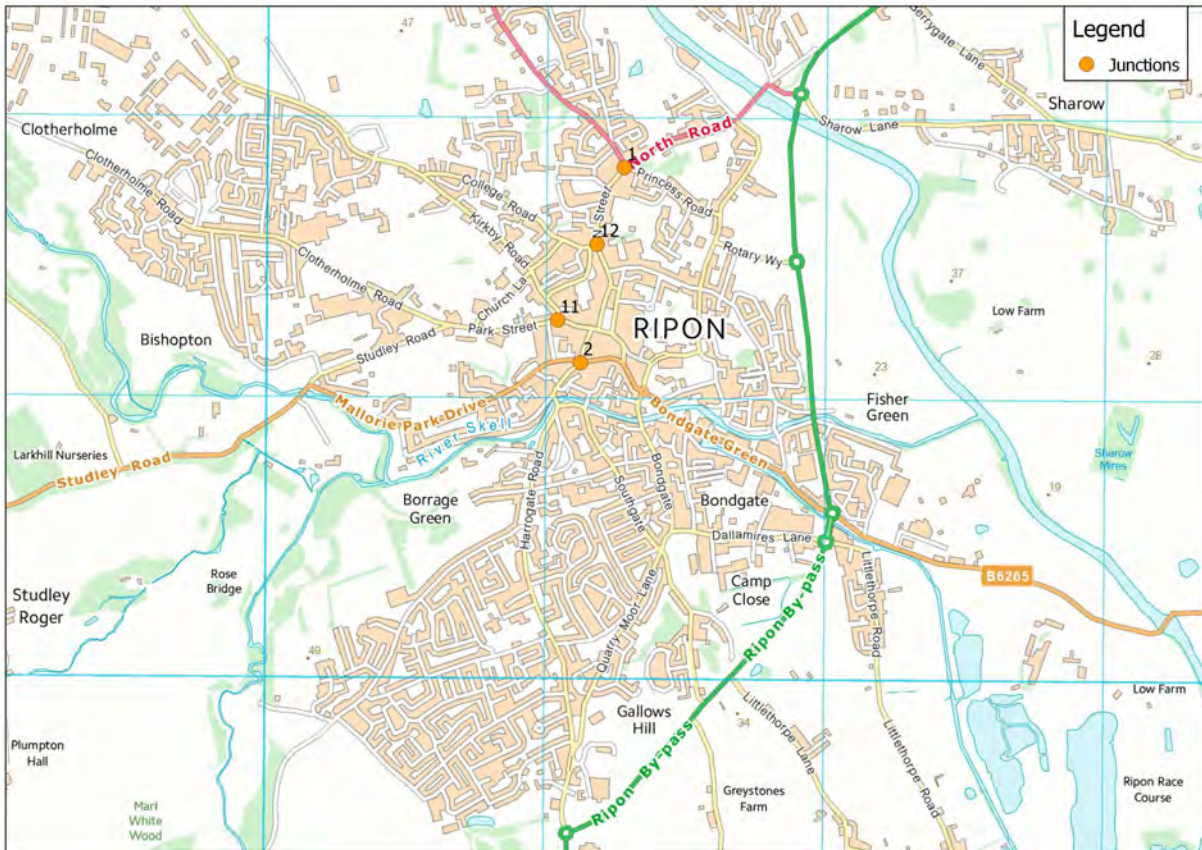 47
Berrygate Lane
Legend
Junctions
Sharow
Clotherholme
North Road
Sharow Lane
1
Clotherholme Road
College Road
Street
Princess Road
Kirkby Road
12
Rotary Wy
37
Clotherholme Road
Church La
11
Low Farm
RIPON
Park Street
Bishopton
Studley Road
2
28
23
Fisher
Green
Mallorie Park Drive
Bondgate Green
River Skell
Larkhill Nurseries
Studley Road
Sharow
Mires
Harrogate Road
Southgate
Bondgate
Borrage
Green
Bondgate
19
Dallamires Lane
Rose
Bridge
Camp
Close
B6265
Studley
Roger
Quarry Moor Lane
Littlethorpe Road
Ripon By-pass
49
Low Farm
Gallows
Hill
34
Littlethorpe Lane
Littlethorpe Road
Plumpton
Hall
Ripon By-pass
Greystones
Farm
Ripon Race
Course
Marl
White
Wood